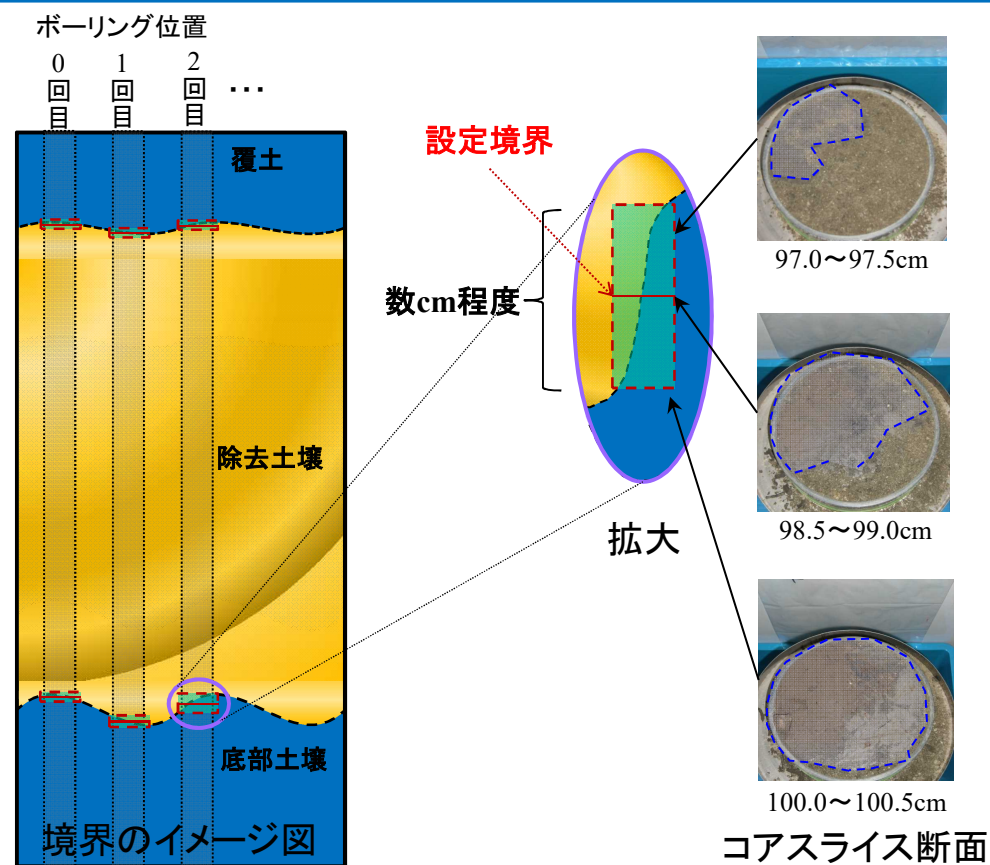 ボーリング位置
0回目
1回目
2回目
…
覆土
除去土壌
底部土壌
境界のイメージ図
設定境界
数cm程度
拡大
97.0～97.5cm
98.5～99.0cm
100.0～100.5cm
コアスライス断面